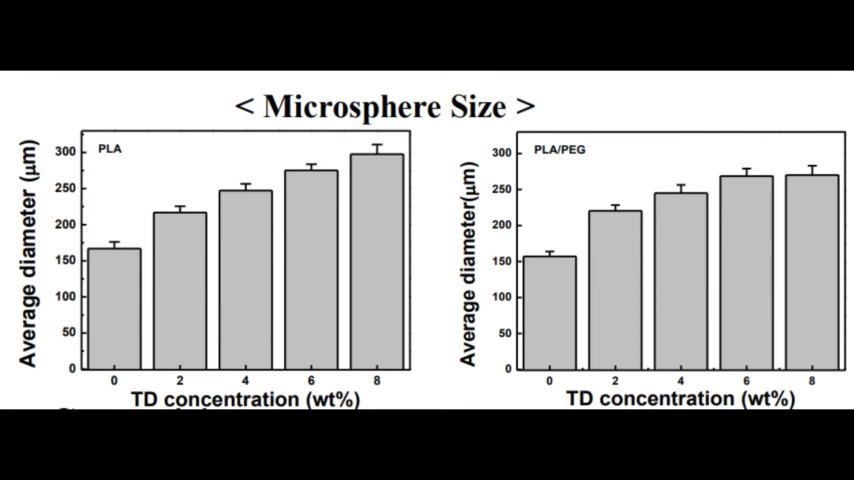 < Microsphere Size >
PLA
Average diameter (μm)
300
250
200
150
100
50
0
0 2 4 6 8
TD concentration (wt%)
PLA/PEG
Average diameter(μm)
300
250
200
150
100
50
0
0 2 4 6 8
TD concentration (wt%)